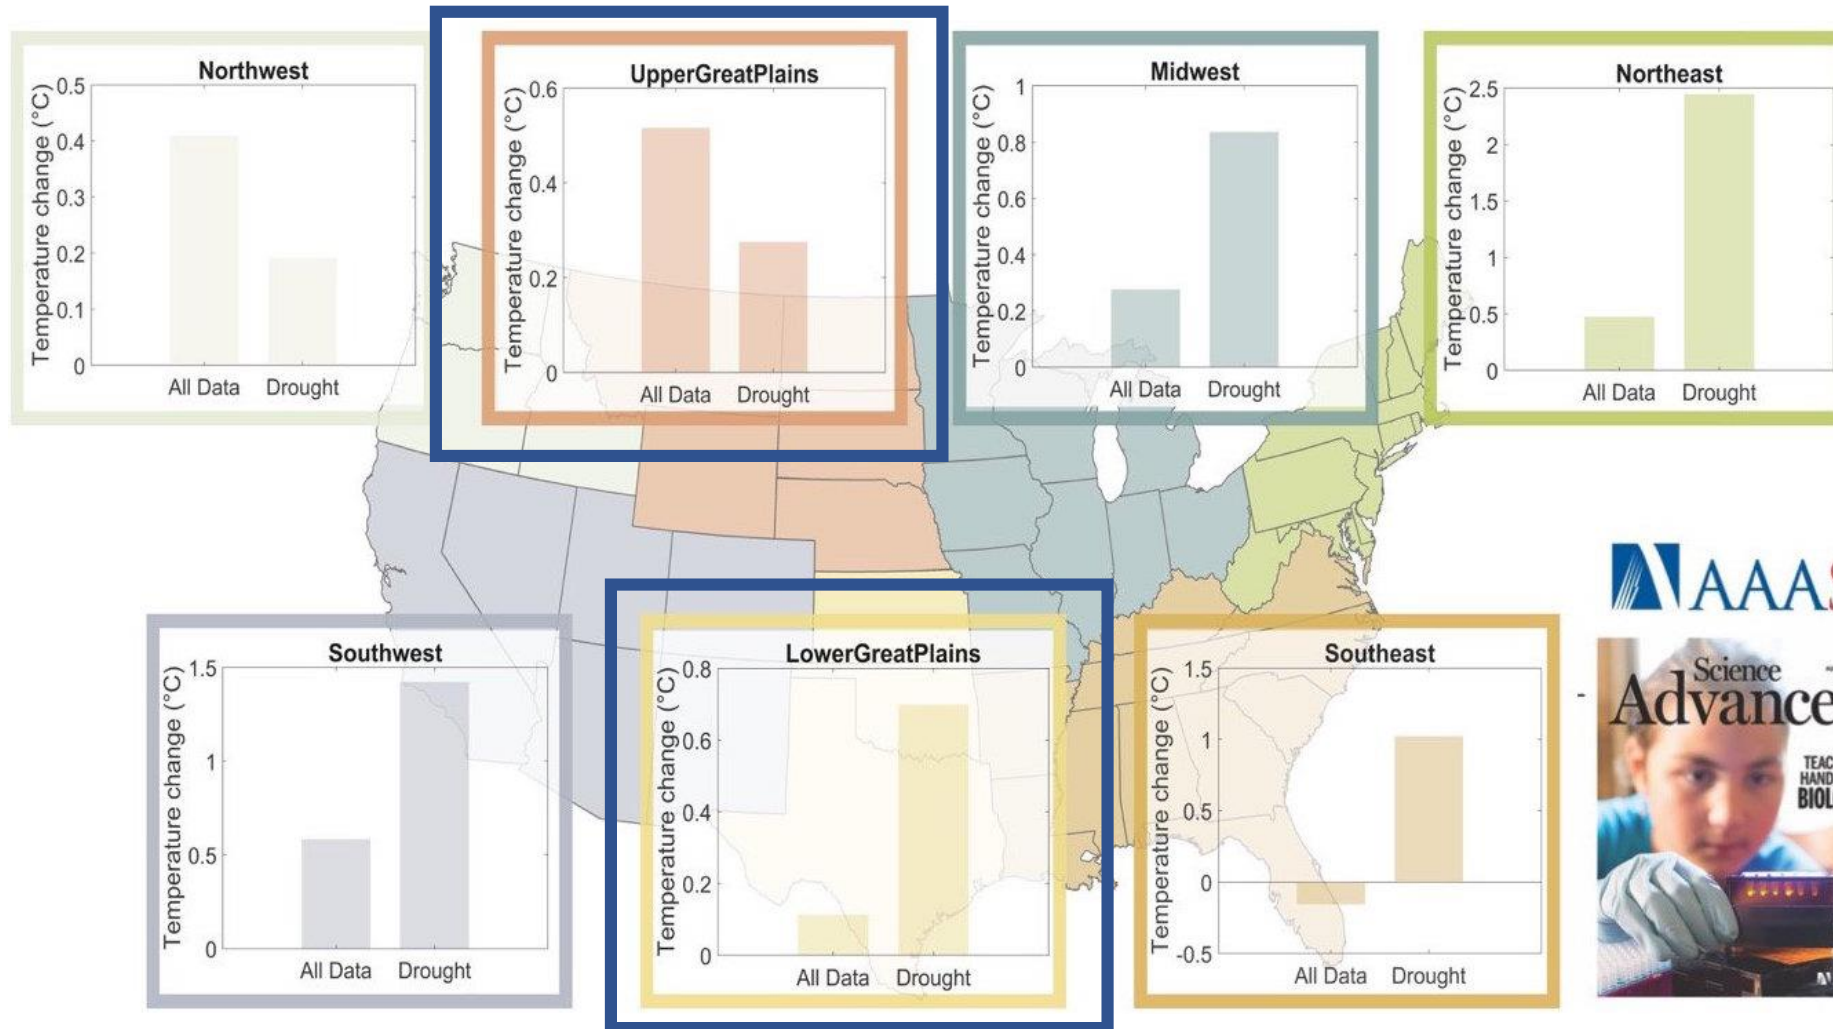 Northwest
Temperature change (°C)
0.5
0.4
0.3
0.2
0.1
0
All Data Drought
UpperGreatPlains
Temperature change (°C)
0.6
0.4
0.2
0
All Data Drought
Midwest
Temperature change (°C)
1
0.8
0.6
0.4
0.2
0
All Data Drought
Northeast
Temperature change (°C)
2.5
2
1.5
1
0.5
0
All Data Drought
Southwest
Temperature change (°C)
1.5
1
0.5
0
All Data Drought
LowerGreatPlains
Temperature change (°C)
0.8
0.6
0.4
0.2
0
All Data Drought
Southeast
Temperature change (°C)
1.5
1
0.5
0
-0.5
All Data Drought
-
AAAS
Science
Advance
TEAC
HAND
BIOL